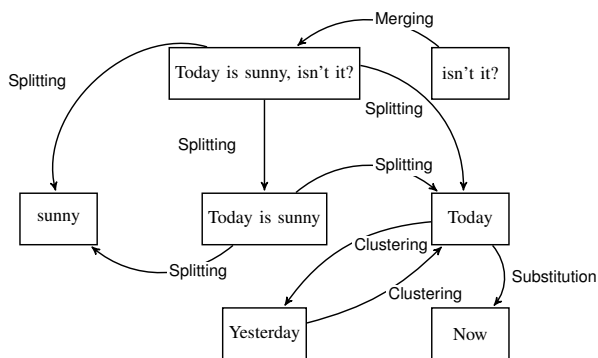 Merging
Today is sunny, isn't it?
isn't it?
Splitting
Splitting
Splitting
Splitting
sunny
Today is sunny
Today
Clustering
Splitting
Substitution
Clustering
Yesterday
Now